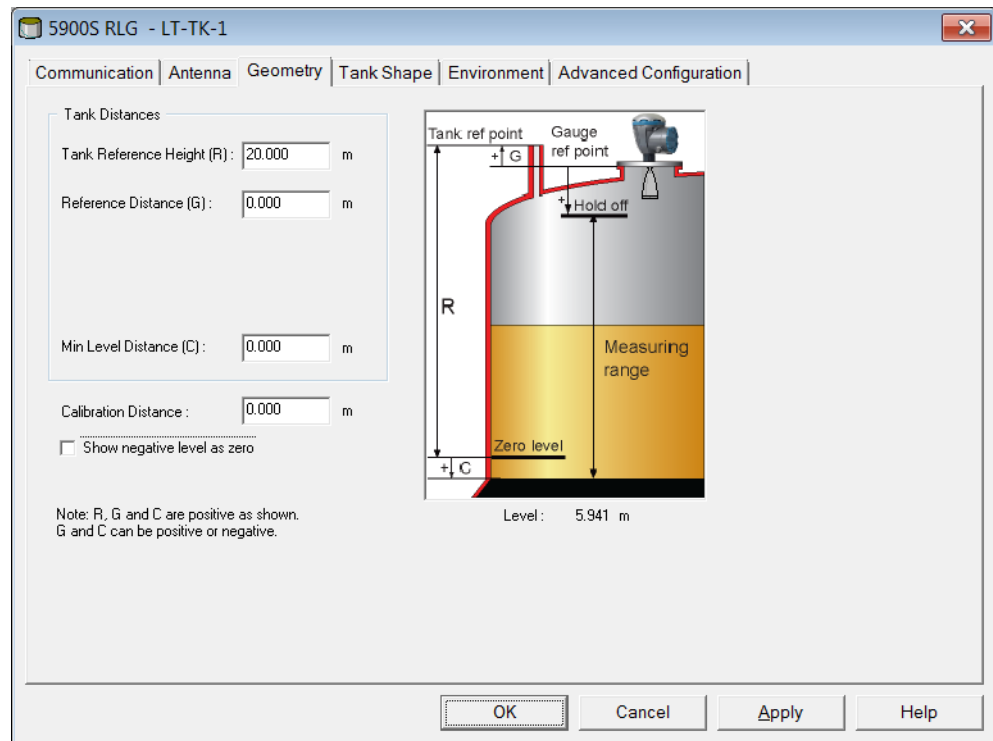 5900S RLG - LT-TK-1
Communication Antenna Geometry Tank Shape Environment Advanced Configuration
Tank Distances
Tank Reference Height (R) : 20.000 m
Reference Distance (G) : 0.000 m
Min Level Distance (C) : 0.000 m
Calibration Distance : 0.000 m
Show negative level as zero
Note: R, G and C are positive as shown.
G and C can be positive or negative.
Tank ref point
Gauge
ref point
+ G
+ Hold off
R
Measuring
range
Zero level
+ C
Level : 5.941 m
OK Cancel Apply Help